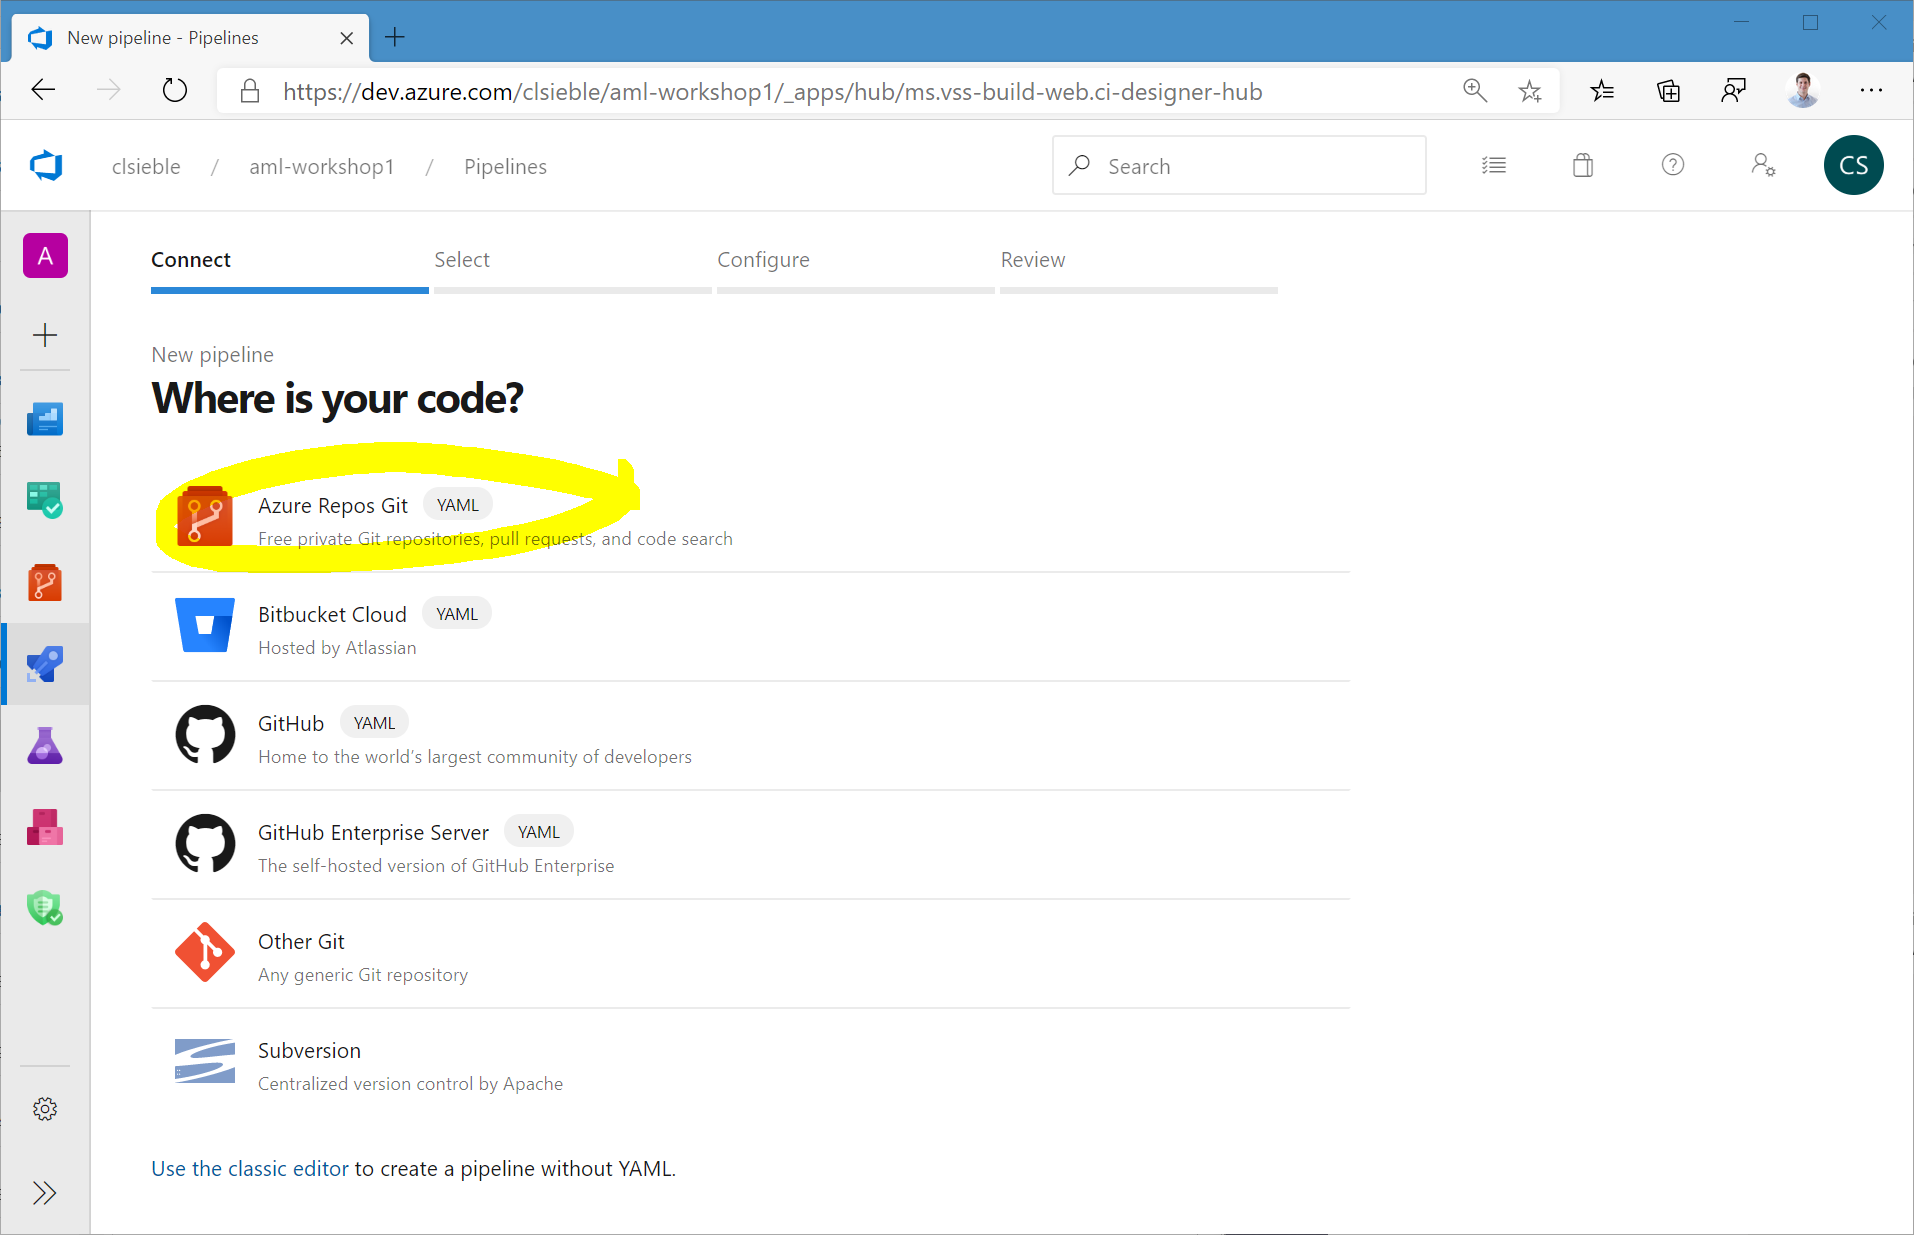 New pipeline - Pipelines
https://dev.azure.com/clsieble/aml-workshop1/_apps/hub/ms.vss-build-web.ci-designer-hub
clsieble / aml-workshop1 / Pipelines
Search
CS
A
Connect
Select
Configure
Review
New pipeline
Where is your code?
Azure Repos Git YAML
Free private Git repositories, pull requests, and code search
Bitbucket Cloud YAML
Hosted by Atlassian
GitHub YAML
Home to the world’s largest community of developers
GitHub Enterprise Server YAML
The self-hosted version of GitHub Enterprise
Other Git
Any generic Git repository
Subversion
Centralized version control by Apache
Use the classic editor to create a pipeline without YAML.